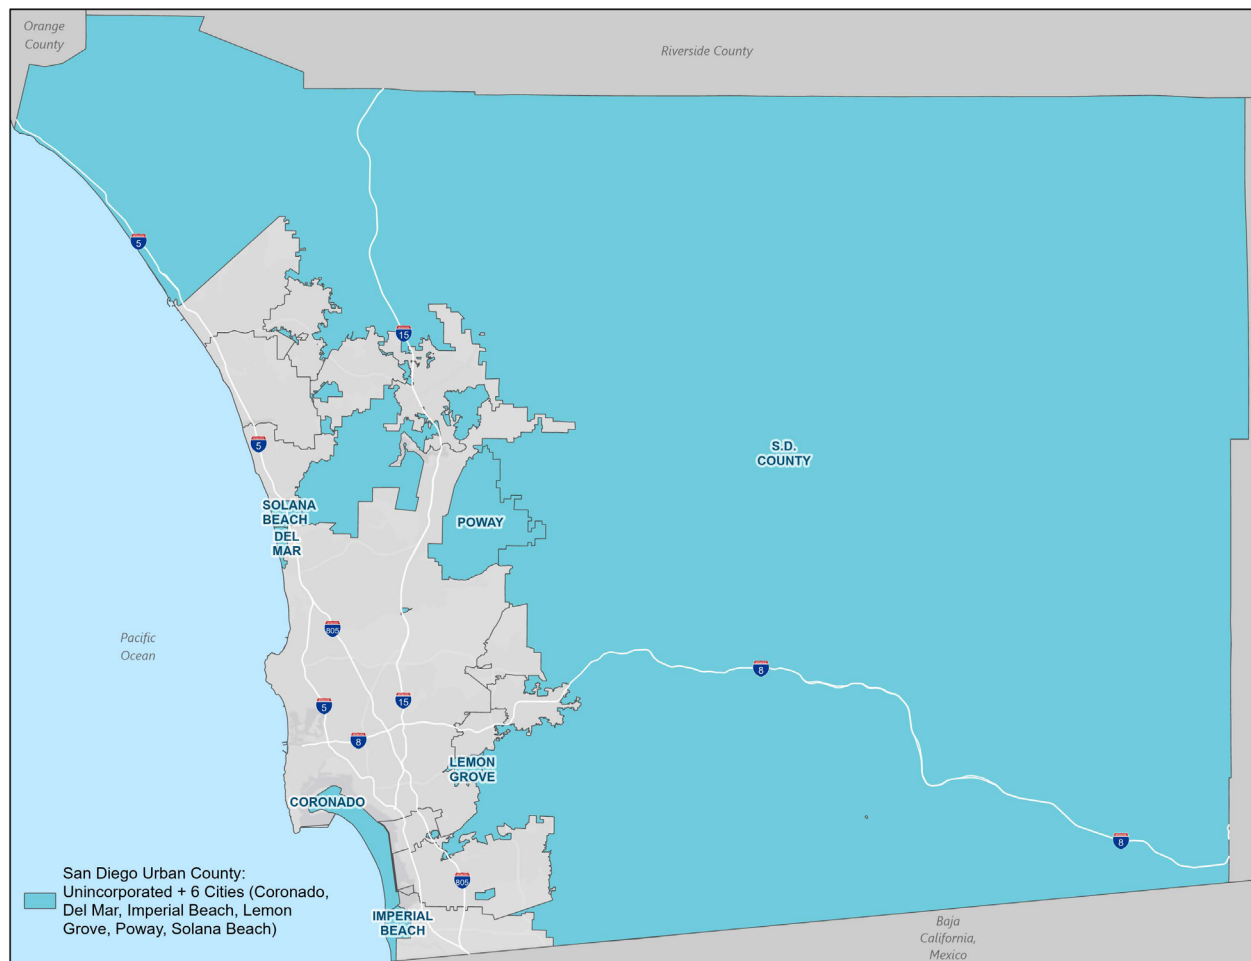 Orange
County
Riverside County
5
15
5
S.D.
COUNTY
SOLANA
BEACH
DEL
MAR
POWAY
Pacific
Ocean
805
8
5
15
8
LEMON
GROVE
CORONADO
8
San Diego Urban County:
Unincorporated + 6 Cities (Coronado,
Del Mar, Imperial Beach, Lemon
Grove, Poway, Solana Beach)
805
IMPERIAL
BEACH
Baja
California,
Mexico